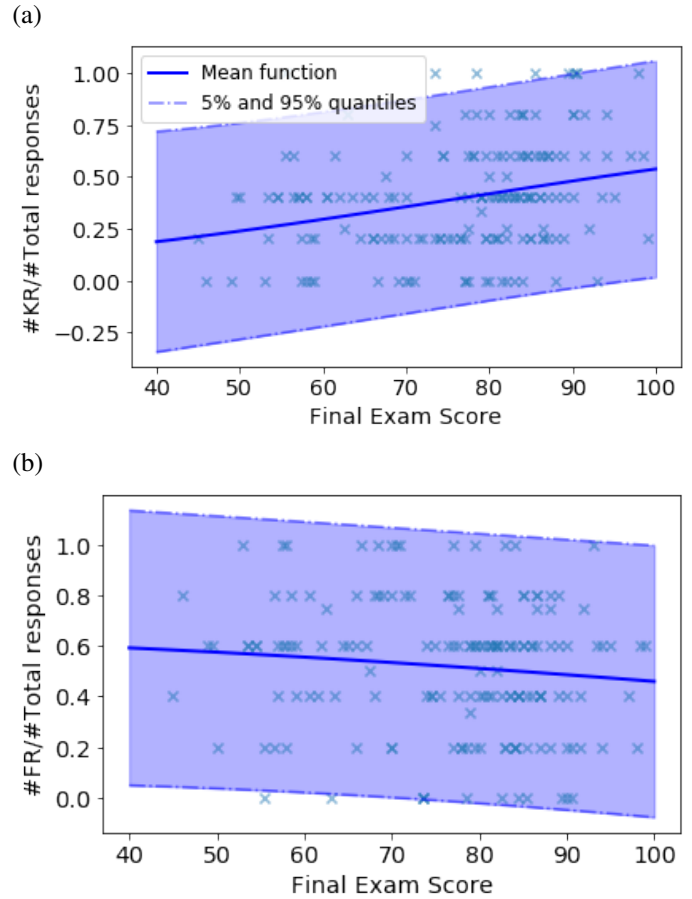 (a)
Mean function
5% and 95% quantiles
1.00
0.75
0.50
0.25
0.00
−0.25
#KR/#Total responses
40 50 60 70 80 90 100
Final Exam Score
(b)
1.0
0.8
0.6
0.4
0.2
0.0
#FR/#Total responses
40 50 60 70 80 90 100
Final Exam Score